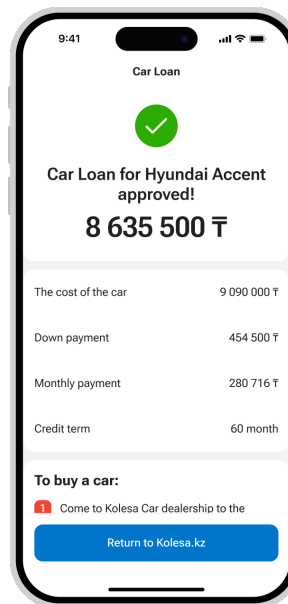 9:41
Car Loan
Car Loan for Hyundai Accent
approved!
8 635 500 ₸
The cost of the car 9 090 000 ₸
Down payment 454 500 ₸
Monthly payment 280 716 ₸
Credit term 60 month
To buy a car:
1 Come to Kolesa Car dealership to the
Return to Kolesa.kz